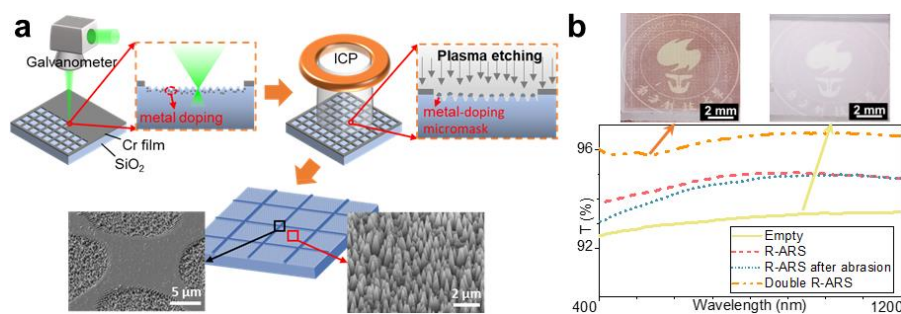 a
Galvanometer
metal doping
Cr film
SiO2
ICP
Plasma etching
metal-doping
micromask
5 μm
2 μm
b
2 mm
2 mm
96
92
T (%)
Empty
R-ARS
R-ARS after abrasion
Double R-ARS
400
Wavelength (nm)
1200